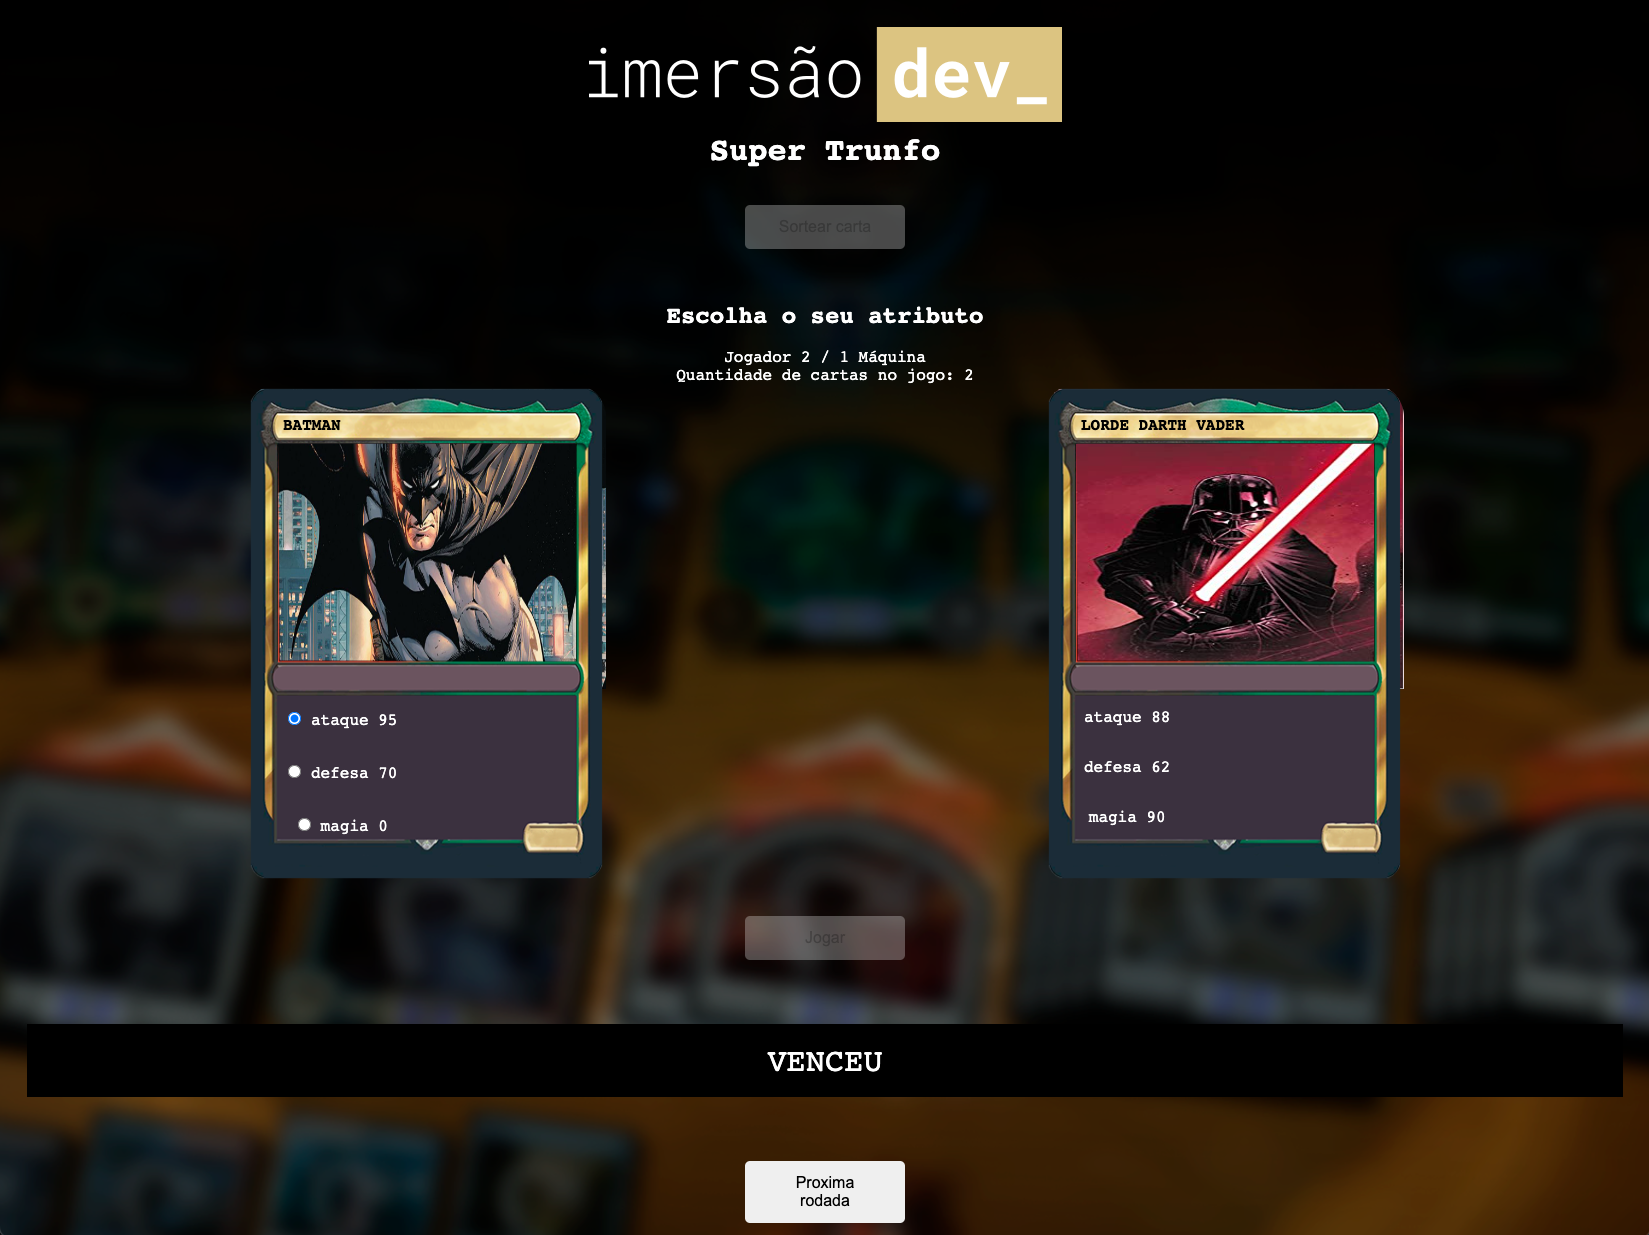 imersão dev_
Super Trunfo
Sortear carta
Escolha o seu atributo
Jogador 2 / 1 Máquina
Quantidade de cartas no jogo: 2
BATMAN
ataque 95
defesa 70
magia 0
LORDE DARTH VADER
ataque 88
defesa 62
magia 90
Jogar
VENCEU
Proxima
rodada